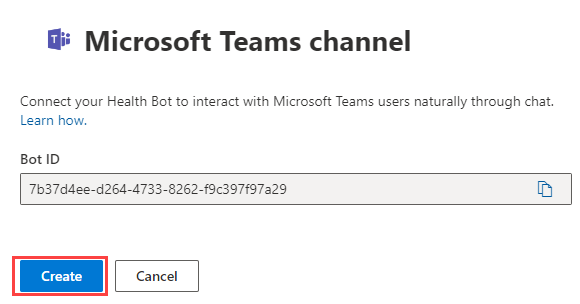 Microsoft Teams channel
Connect your Health Bot to interact with Microsoft Teams users naturally through chat.
Learn how.
Bot ID
7b37d4ee-d264-4733-8262-f9c397f97a29
Create Cancel